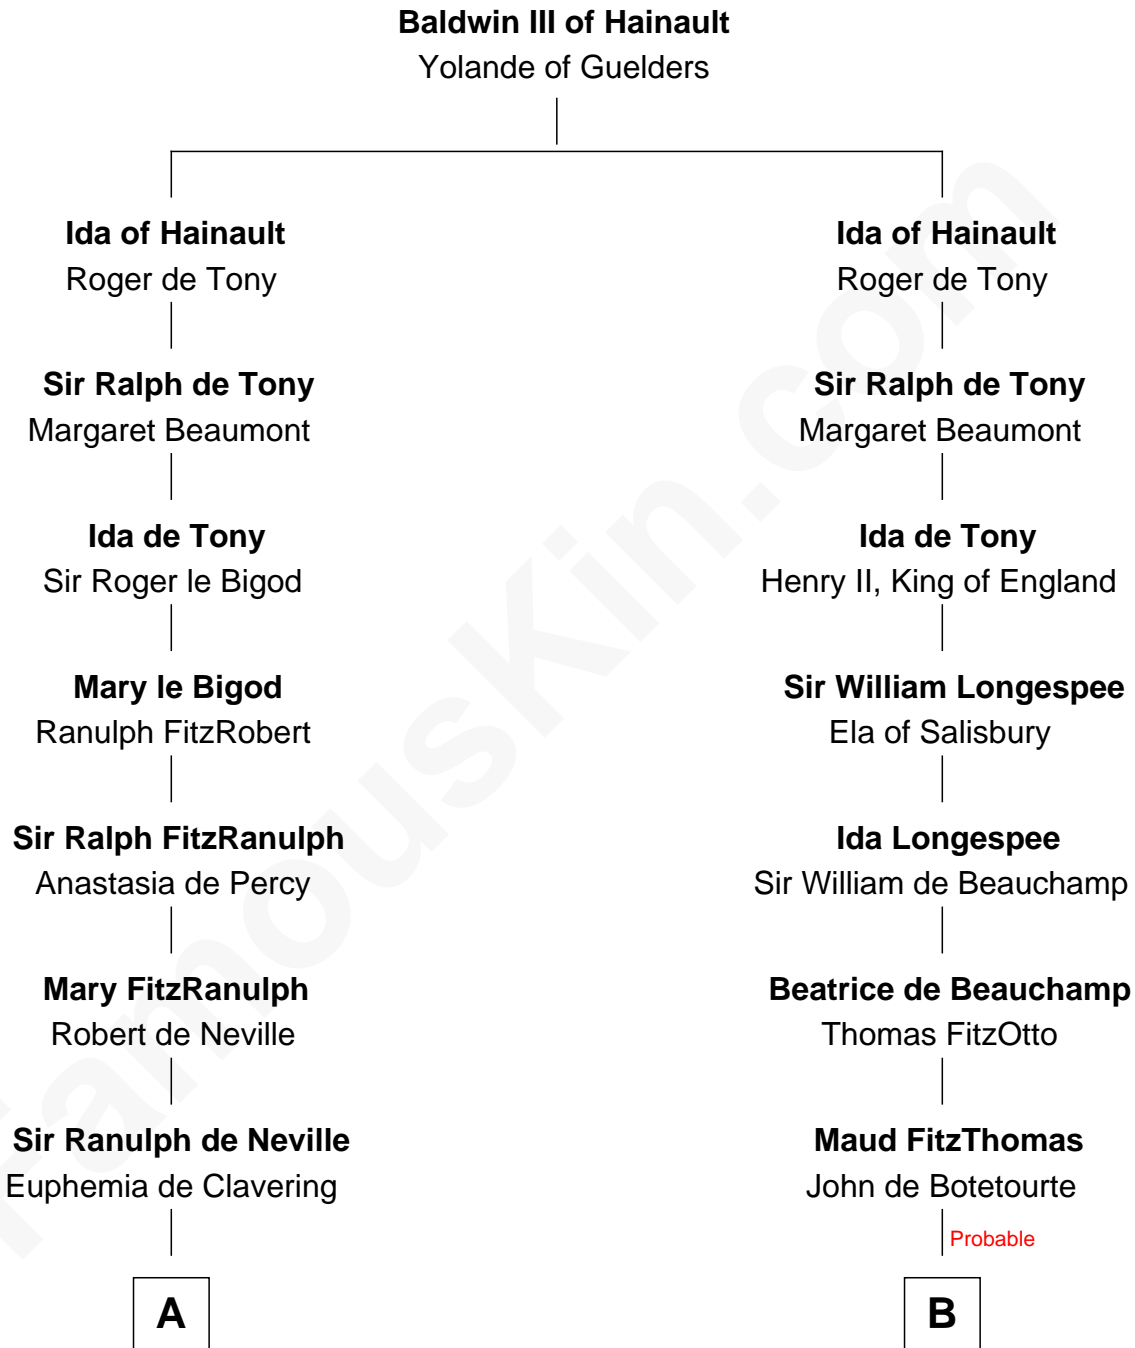 Baldwin III of Hainault
Yolande of Guelders
Ida of Hainault
Roger de Tony
Sir Ralph de Tony
Margaret Beaumont
Ida de Tony
Sir Roger le Bigod
Mary le Bigod
Ranulph FitzRobert
Sir Ralph FitzRanulph
Anastasia de Percy
Mary FitzRanulph
Robert de Neville
Sir Ranulph de Neville
Euphemia de Clavering
A
Ida of Hainault
Roger de Tony
Sir Ralph de Tony
Margaret Beaumont
Ida de Tony
Henry II, King of England
Sir William Longespee
Ela of Salisbury
Ida Longespee
Sir William de Beauchamp
Beatrice de Beauchamp
Thomas FitzOtto
Maud FitzThomas
John de Botetourte
Probable
B
FamousKin.com